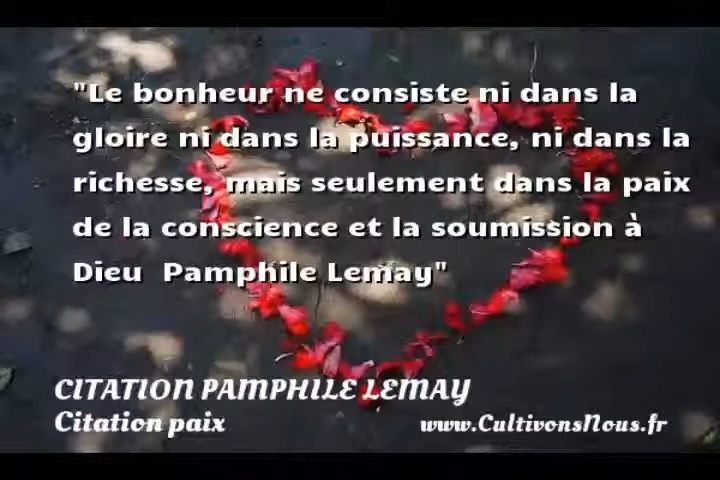 "Le bonheur ne consiste ni dans la
gloire ni dans la puissance, ni dans la
richesse, mais seulement dans la paix
de la conscience et la soumission à
Dieu  Pamphile Lemay"
CITATION PAMPHILE LEMAY
Citation paix
www.CultivonsNous.fr